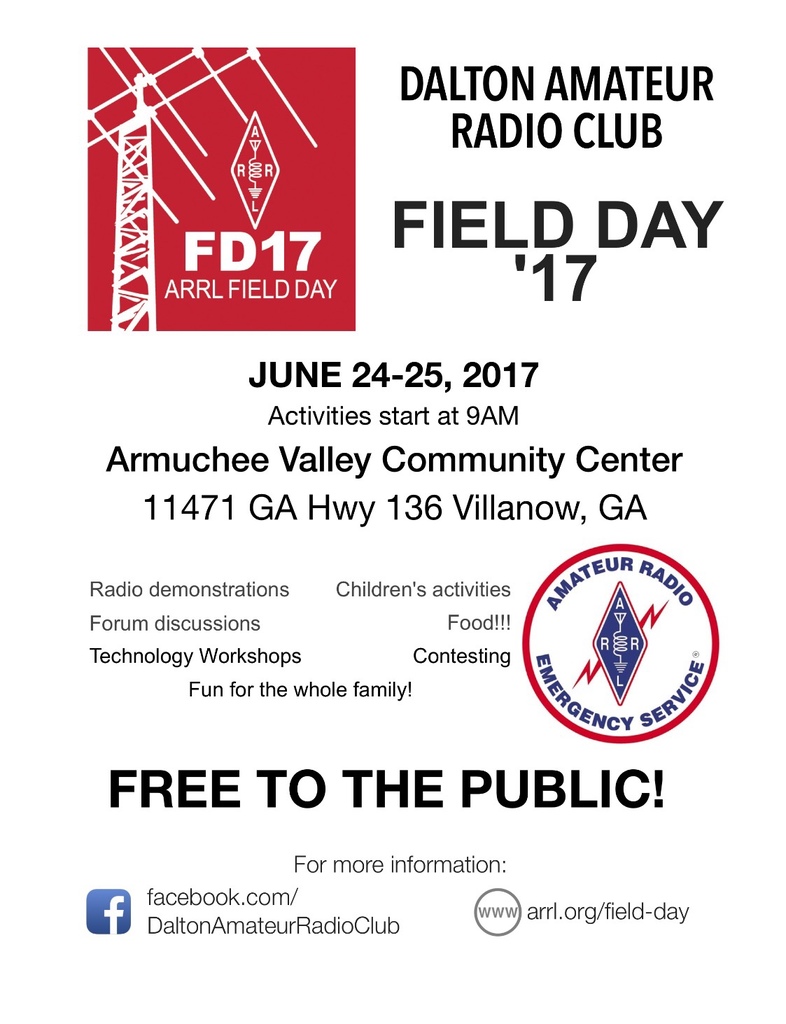 A
R R
L
FD17
ARRL FIELD DAY
DALTON AMATEUR
RADIO CLUB
FIELD DAY
'17
JUNE 24-25, 2017
Activities start at 9AM
Armuchee Valley Community Center
11471 GA Hwy 136 Villanow, GA
Radio demonstrations
Forum discussions
Technology Workshops
Children's activities
Food!!!
Contesting
Fun for the whole family!
AMATEUR RADIO
A
R R
L
EMERGENCY SERVICE
®
FREE TO THE PUBLIC!
For more information:
f
facebook.com/
DaltonAmateurRadioClub
www
arrl.org/field-day